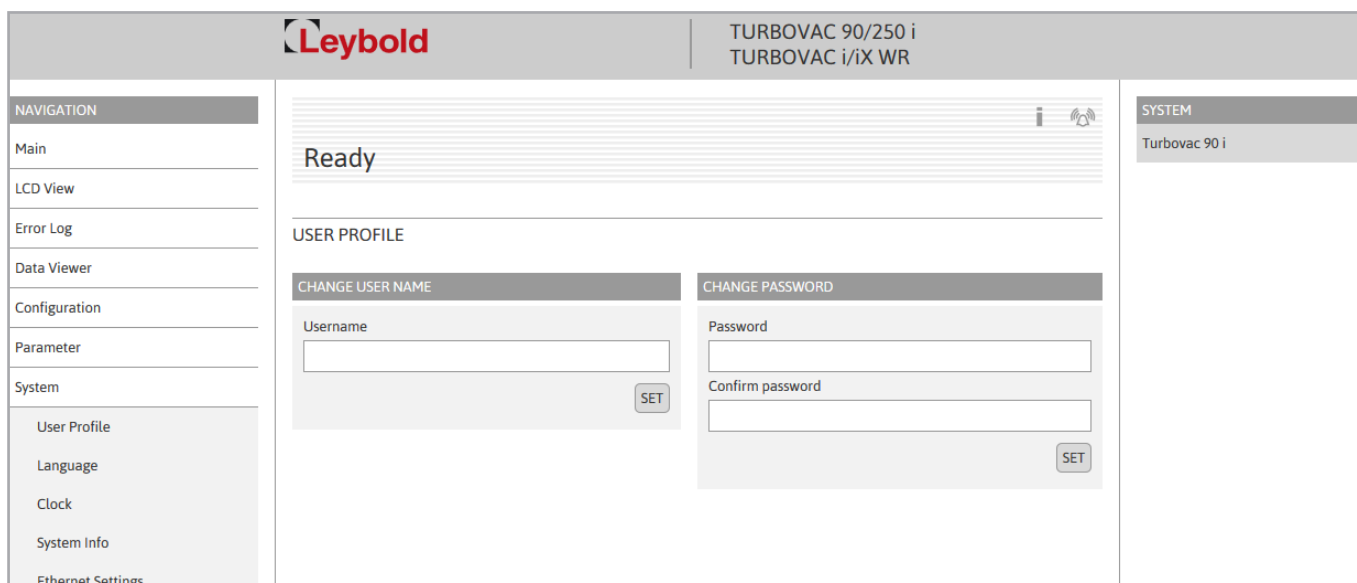 Leybold
TURBOVAC 90/250 i
TURBOVAC i/iX WR
NAVIGATION
Main
LCD View
Error Log
Data Viewer
Configuration
Parameter
System
User Profile
Language
Clock
System Info
Ethernet Settings
Ready
USER PROFILE
CHANGE USER NAME
Username
SET
CHANGE PASSWORD
Password
Confirm password
SET
SYSTEM
Turbovac 90 i